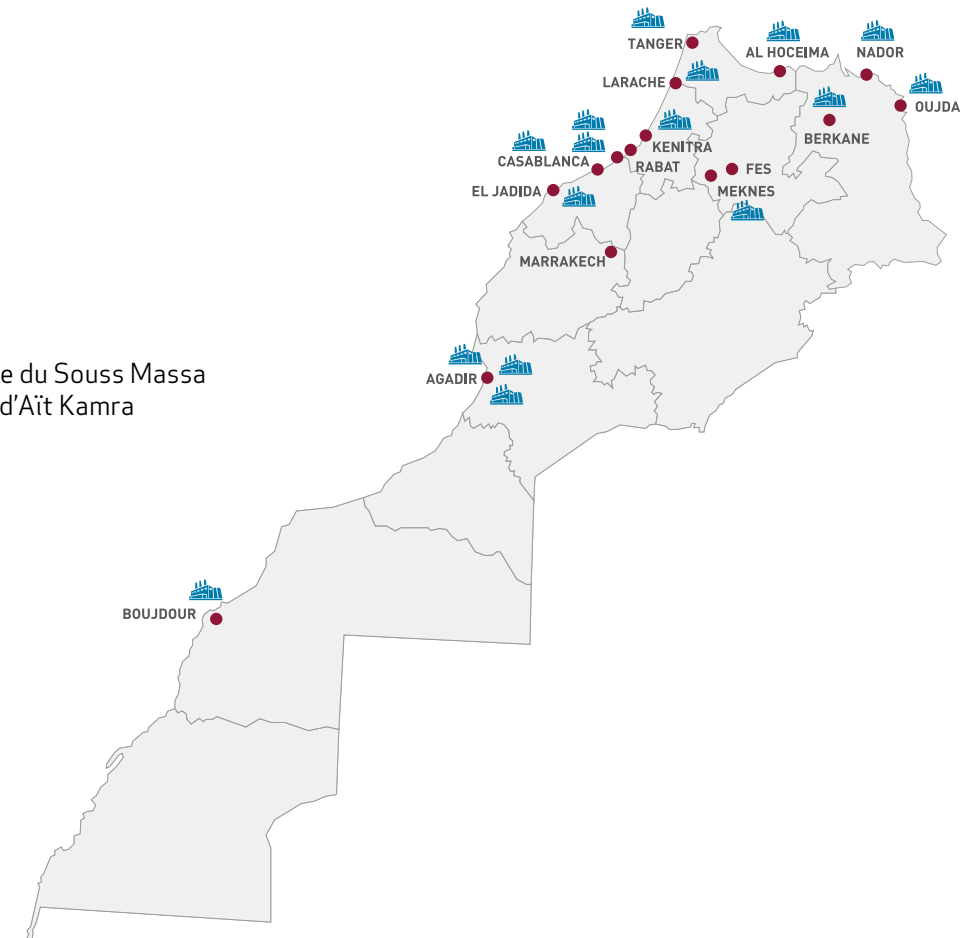 TANGER
AL HOCEIMA
NADOR
LARACHE
OUJDA
BERKANE
KENITRA
CASABLANCA
RABAT
FES
EL JADIDA
MEKNES
MARRAKECH
e du Souss Massa
AGADIR
d'Aït Kamra
BOUJDOUR